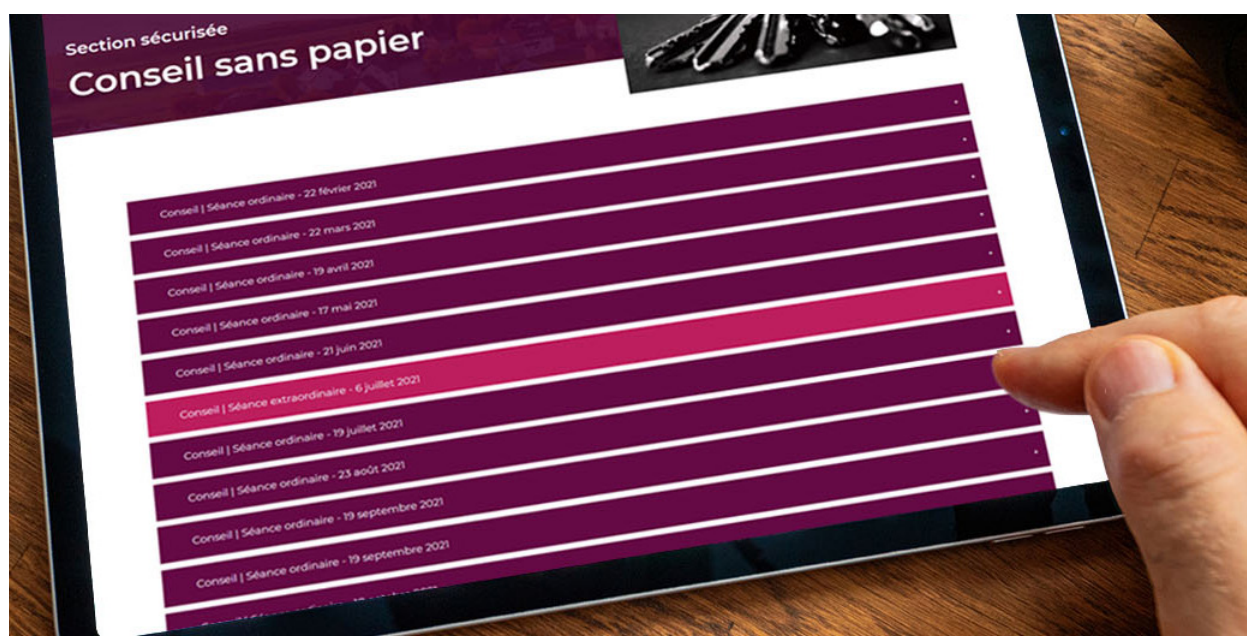 Section sécurisée
Conseil sans papier
Conseil | Séance ordinaire - 22 février 2021
Conseil | Séance ordinaire - 22 mars 2021
Conseil | Séance ordinaire - 19 avril 2021
Conseil | Séance ordinaire - 17 mai 2021
Conseil | Séance ordinaire - 21 juin 2021
Conseil | Séance extraordinaire - 6 juillet 2021
Conseil | Séance ordinaire - 19 juillet 2021
Conseil | Séance ordinaire - 23 août 2021
Conseil | Séance ordinaire - 19 septembre 2021
Conseil | Séance ordinaire - 19 septembre 2021